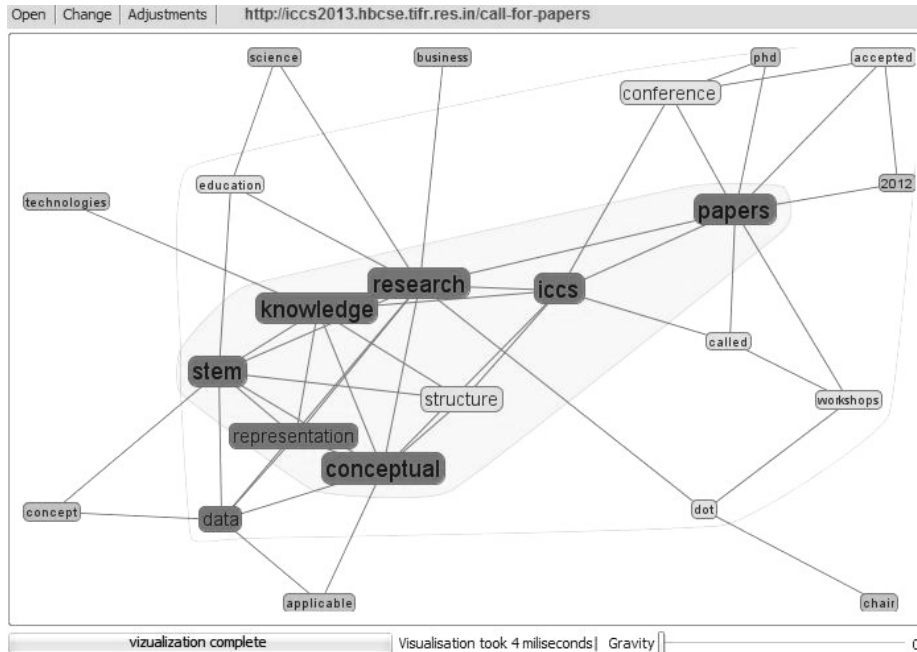 Open Change Adjustments http://iccs2013.hbcse.tifr.res.in/call-for-papers
science business phd accepted
conference
education 2012
technologies papers
research
knowledge iccs
called
stem
structure workshops
representation
conceptual
concept data dot
applicable chair
vizualization complete Visualisation took 4 miliseconds| Gravity